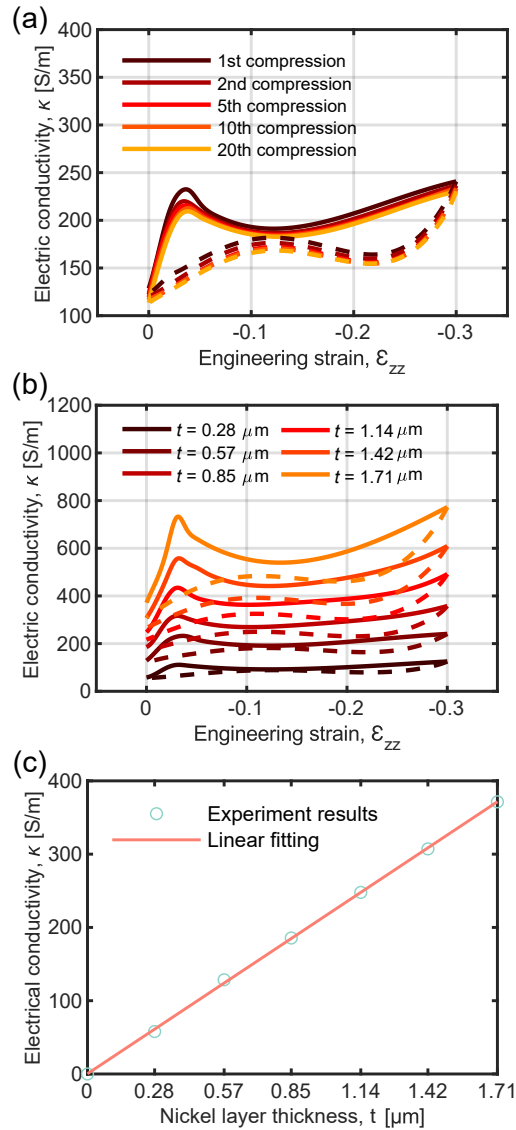 (a)
Electric conductivity, κ [S/m]
400
350
300
250
200
150
100
1st compression
2nd compression
5th compression
10th compression
20th compression
0
-0.1
-0.2
-0.3
Engineering strain, Ɛzz
(b)
Electric conductivity, κ [S/m]
1200
1000
800
600
400
200
0
t = 0.28 μm
t = 0.57 μm
t = 0.85 μm
t = 1.14 μm
t = 1.42 μm
t = 1.71 μm
0
-0.1
-0.2
-0.3
Engineering strain, Ɛzz
(c)
Electrical conductivity, κ [S/m]
400
300
200
100
0
Experiment results
Linear fitting
0
0.28
0.57
0.85
1.14
1.42
1.71
Nickel layer thickness, t [μm]